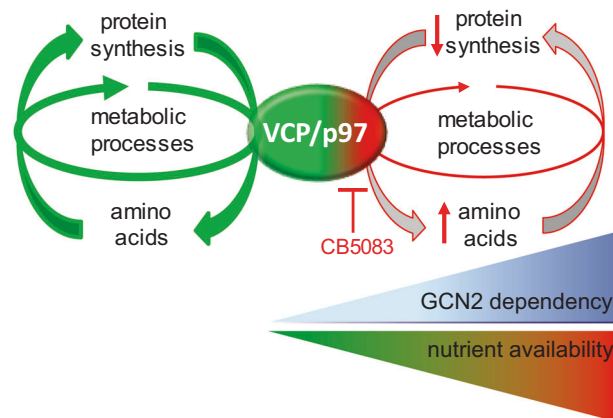 protein
synthesis
metabolic
processes
amino
acids
VCP/p97
protein
synthesis
metabolic
processes
amino
acids
CB5083
GCN2 dependency
nutrient availability